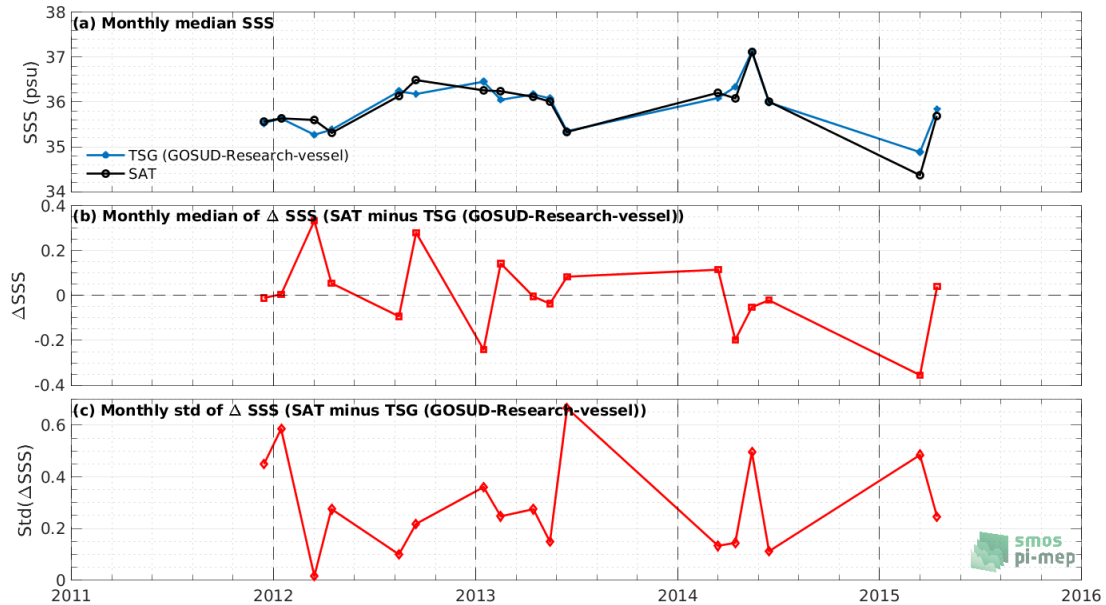 (a) Monthly median SSS
SSS (psu)
38
37
36
35
34
TSG (GOSUD-Research-vessel)
SAT
(b) Monthly median of Δ SSS (SAT minus TSG (GOSUD-Research-vessel))
ΔSSS
0.4
0.2
0
-0.2
-0.4
(c) Monthly std of Δ SSS (SAT minus TSG (GOSUD-Research-vessel))
Std(ΔSSS)
0.6
0.4
0.2
0
smos
pi-mep
2011
2012
2013
2014
2015
2016